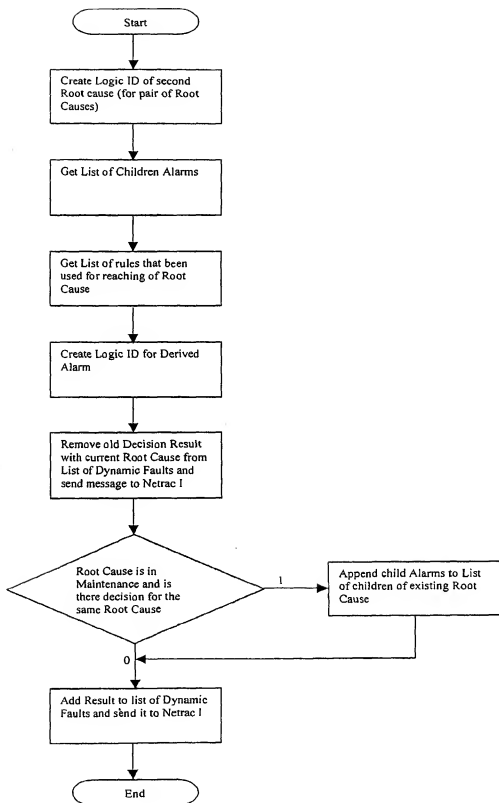 Start
Create Logic ID of second
Root cause (for pair of Root
Causes)
Get List of Children Alarms
Get List of rules that been
used for reaching of Root
Cause
Create Logic ID for Derived
Alarm
Remove old Decision Result
with current Root Cause from
List of Dynamic Faults and
send message to Netrac I
Root Cause is in
Maintenance and is
there decision for the
same Root Cause
1
Append child Alarms to List
of children of existing Root
Cause
0
Add Result to list of Dynamic
Faults and send it to Netrac I
End